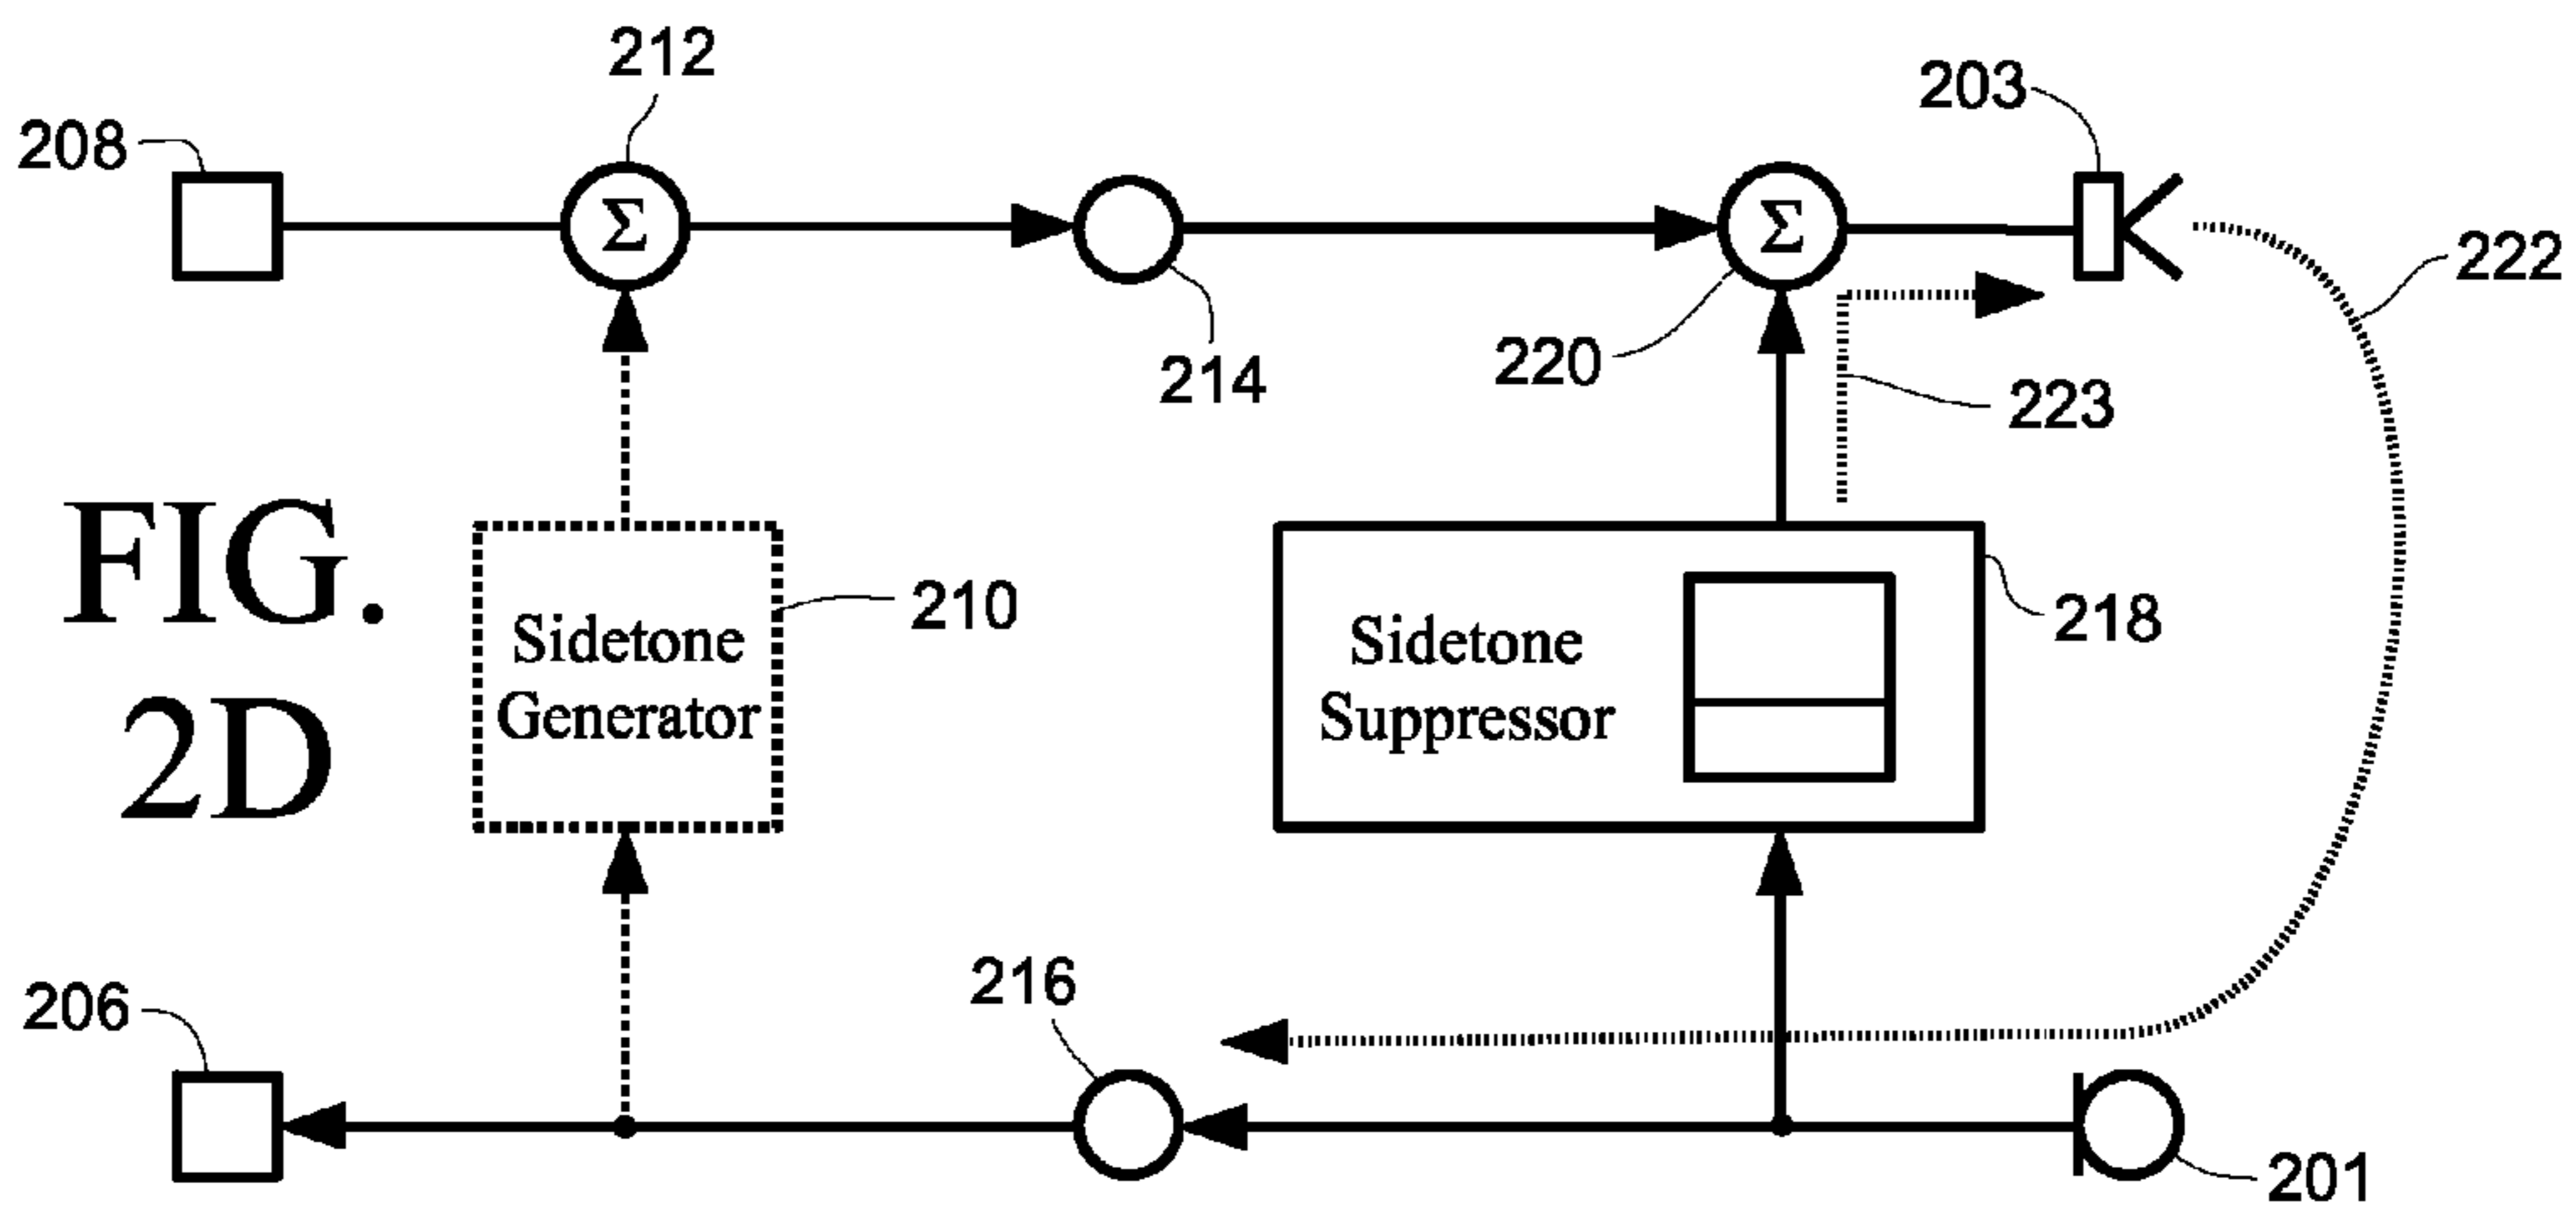 212
203
208
Σ
Σ
222
214
220
223
FIG.
2D
Sidetone
Generator
210
Sidetone
Suppressor
218
206
216
201